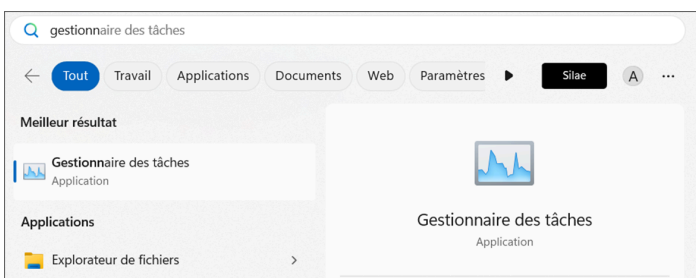 gestionnaire des tâches
Tout Travail Applications Documents Web Paramètres Silae A
Meilleur résultat
Gestionnaire des tâches
Application
Gestionnaire des tâches
Application
Applications
Explorateur de fichiers